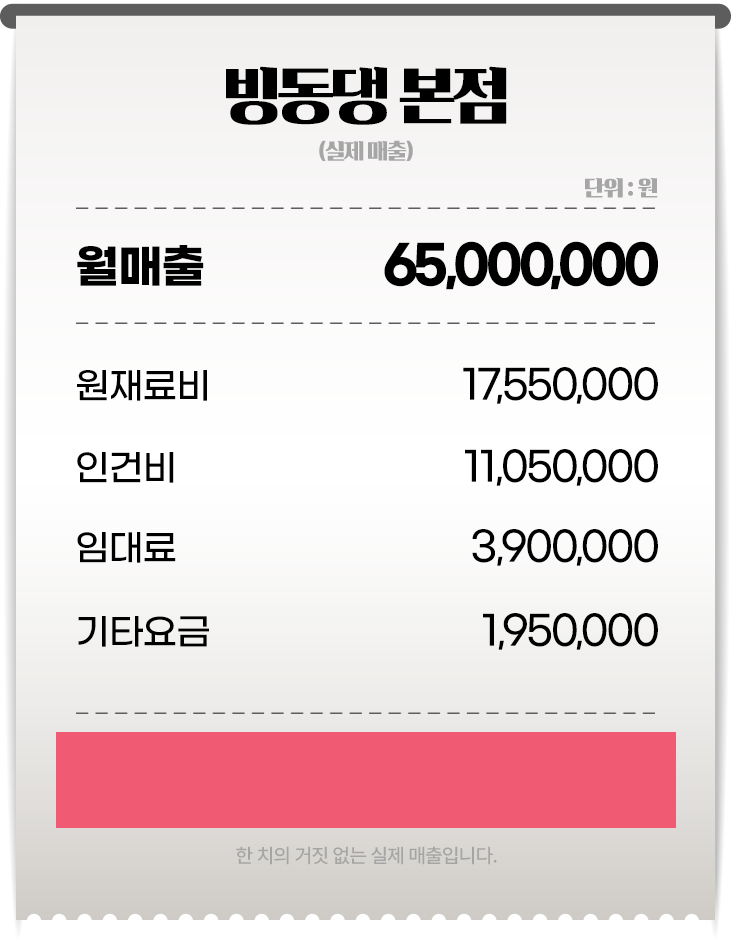 빙동댕 본점
(실제 매출)
단위 : 원
월매출 65,000,000
원재료비 17,550,000
인건비 11,050,000
임대료 3,900,000
기타요금 1,950,000
한 치의 거짓 없는 실제 매출입니다.